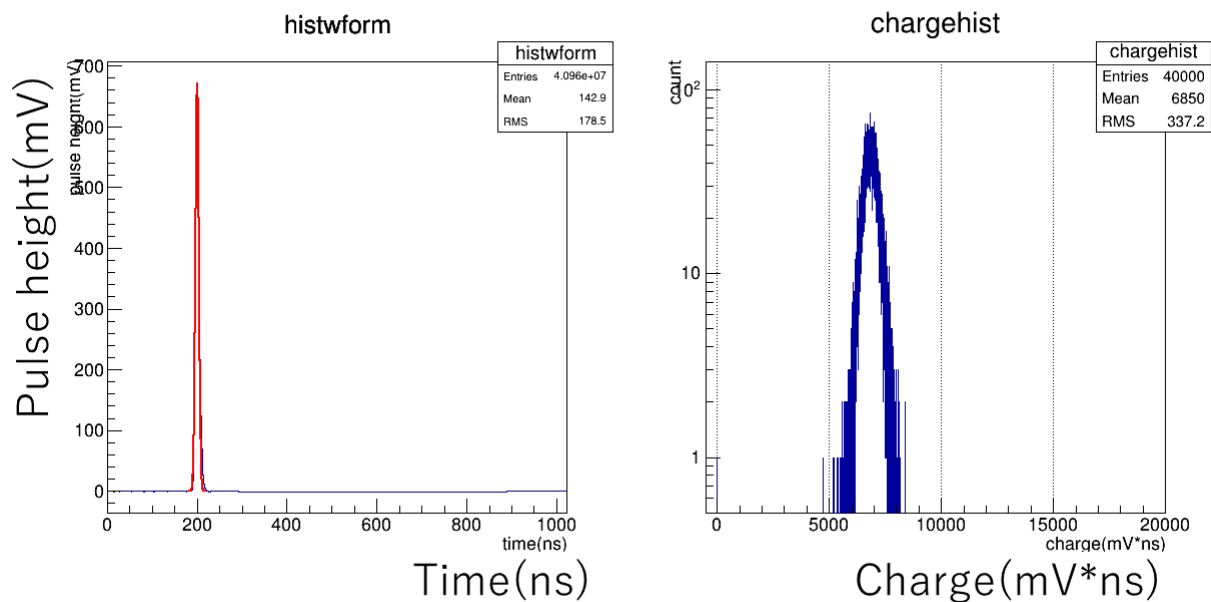 histwform
histwform
Entries 4.096e+07
Mean 142.9
RMS 178.5
Pulse height(mV)
pulse height(mV)
700
600
500
400
300
200
100
0
0 200 400 600 800 1000
time(ns)
Time(ns)
chargehist
chargehist
Entries 40000
Mean 6850
RMS 337.2
count
10²
10
1
0 5000 10000 15000 20000
charge(mV*ns)
Charge(mV*ns)